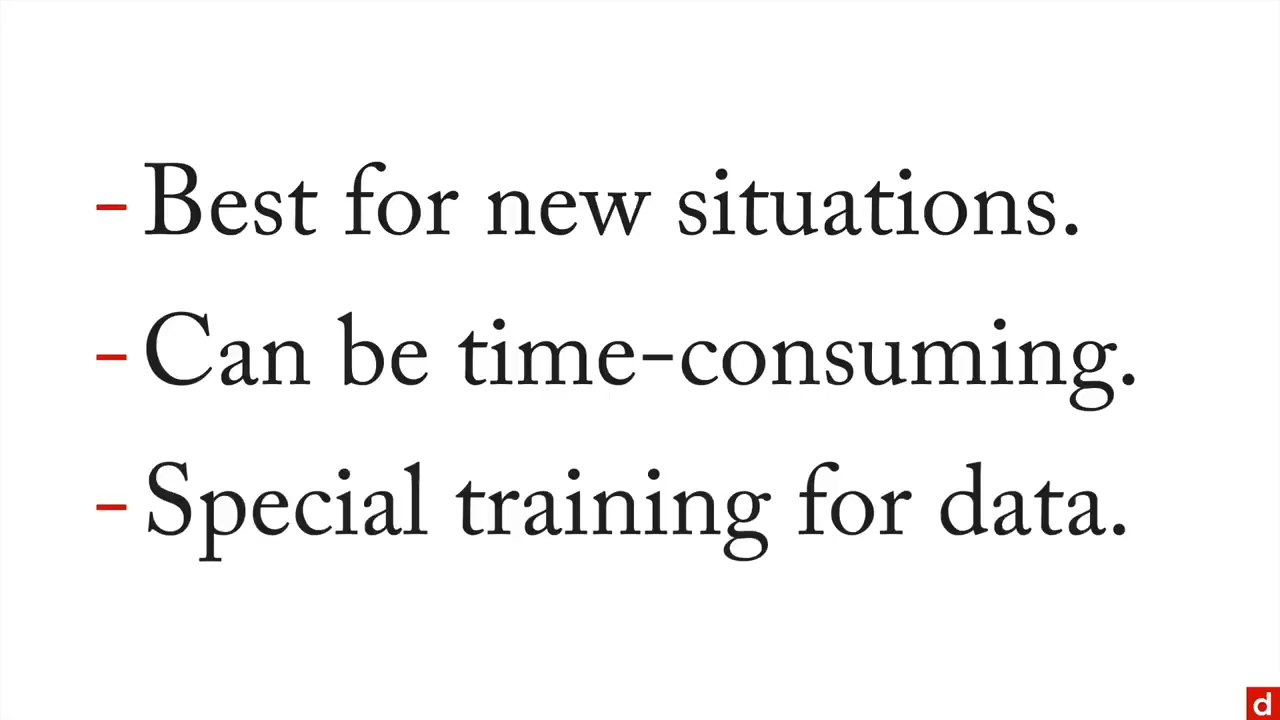 - Best for new situations.
- Can be time-consuming.
- Special training for data.
d